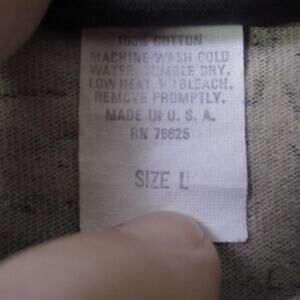 100% COTTON
MACHINE WASH COLD
WATER. TUMBLE DRY.
LOW HEAT. NO BLEACH.
REMOVE PROMPTLY.
MADE IN U. S. A.
RN 76625
SIZE L